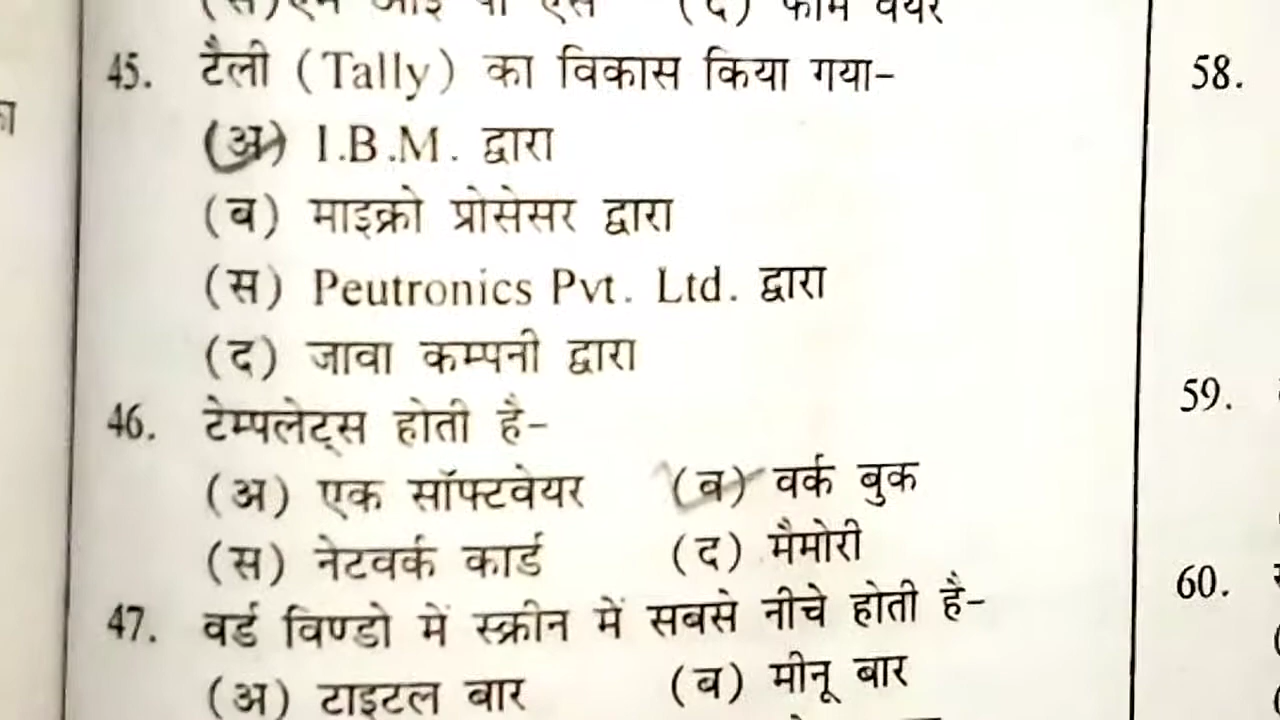 45. टैली (Tally) का विकास किया गया-
(अ) I.B.M. द्वारा
(ब) माइक्रो प्रोसेसर द्वारा
(स) Peutronics Pvt. Ltd. द्वारा
(द) जावा कम्पनी द्वारा
46. टेम्पलेट्स होती है-
(अ) एक सॉफ्टवेयर (ब) वर्क बुक
(स) नेटवर्क कार्ड (द) मैमोरी
47. वर्ड विण्डो में स्क्रीन में सबसे नीचे होती है-
(अ) टाइटल बार (ब) मीनू बार
58.
59.
60.